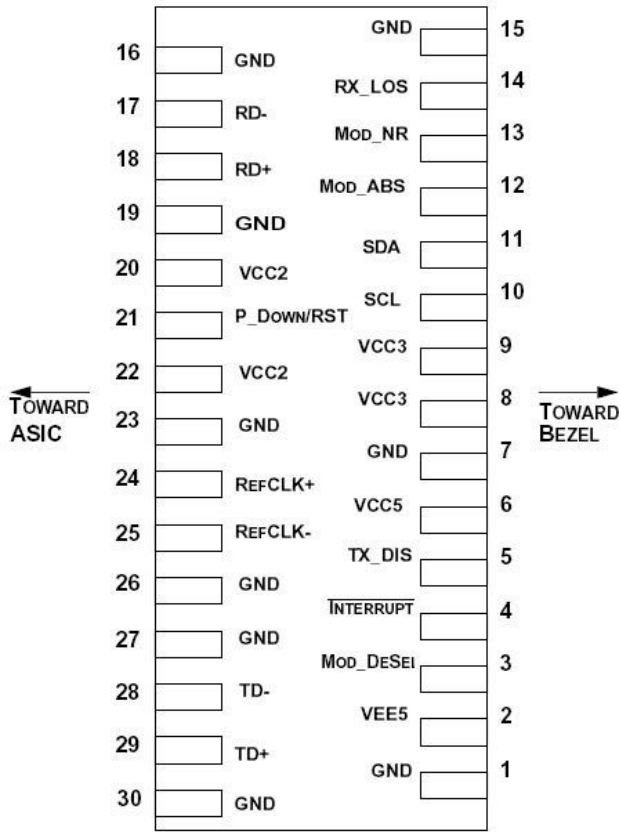 GND 15
16 GND
RX_LOS 14
17 RD-
MOD_NR 13
18 RD+
MOD_ABS 12
19 GND
SDA 11
20 VCC2
SCL 10
21 P_DOWN/RST
VCC3 9
22 VCC2
VCC3 8
TOWARD
ASIC
TOWARD
BEZEL
23 GND
GND 7
24 REFCLK+
VCC5 6
25 REFCLK-
TX_DIS 5
26 GND
INTERRUPT 4
27 GND
MOD_DESEL 3
28 TD-
VEE5 2
29 TD+
GND 1
30 GND